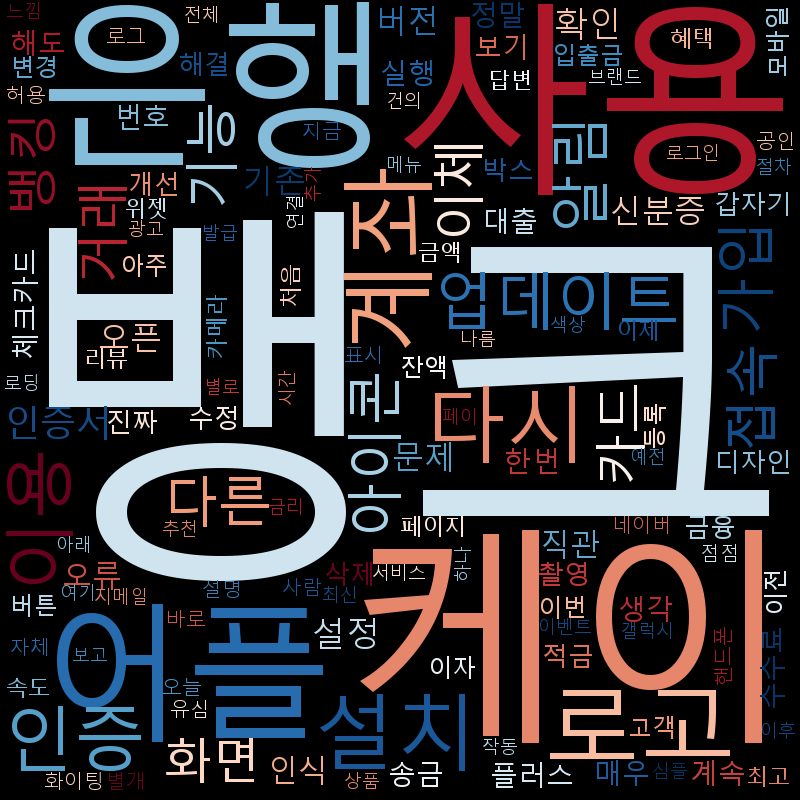 느낌
전체
해도
로그
변경
허용
뱅킹
로그인
은행
버전
정말
보기
확인
혜택
모바일
사용
해결
실행
입출금
답변
브랜드
건의
번호
기능
지금
메뉴
박스
알림
공인
절차
거래
개선
기존
추가
이체
대출
신분증
갑자기
위젯
광고
발급
연결
계좌
금액
아주
처음
체크카드
오픈
리뷰
카메라
뱅크
업데이트
색상
이제
나름
가입
접속
로딩
별로
시간
표시
잔액
인증서
진짜
수정
아이콘
페이
다시
카드
등록
예전
디자인
문제
한번
이용
다른
금리
추천
페이지
네이버
금융
아래
오류
설명
사람
삭제
서비스
하나
직관
촬영
점점
이전
버튼
여기
지메일
최신
케이
이번
생각
자체
보고
어플
바로
설정
이자
이벤트
갤럭시
적금
핸드폰
수수료
속도
오늘
유심
설치
로고
고객
이후
인증
화면
인식
작동
화이팅
별개
상품
송금
플러스
매우
심플
계속
최고